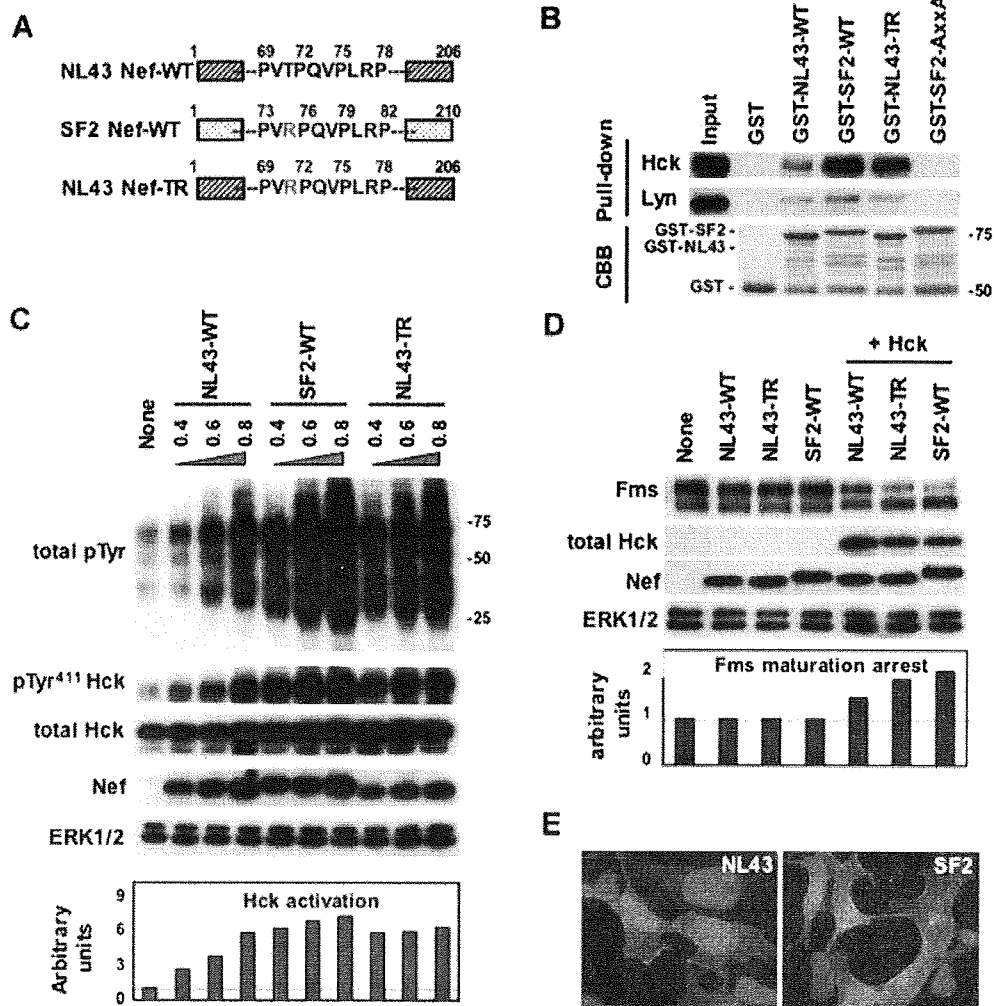 A
1 69 72 75 78 206
NL43 Nef-WT --PVTPQVPLRP---
1 73 76 79 82 210
SF2 Nef-WT ---PVRPQVPLRP---
1 69 72 75 78 206
NL43 Nef-TR --PVRPQVPLRP---
B
Input
GST
GST-NL43-WT
GST-SF2-WT
GST-NL43-TR
GST-SF2-AxxA
Pull-down
Hck
Lyn
CBB
GST-SF2 -
GST-NL43 -
GST -
-75
-50
C
None
NL43-WT
SF2-WT
NL43-TR
0.4 0.6 0.8 0.4 0.6 0.8 0.4 0.6 0.8
total pTyr
-75
-50
-25
pTyr411 Hck
total Hck
Nef
ERK1/2
Hck activation
Arbitrary units
9
6
3
0
D
+ Hck
None
NL43-WT
NL43-TR
SF2-WT
NL43-WT
NL43-TR
SF2-WT
Fms
total Hck
Nef
ERK1/2
Fms maturation arrest
arbitrary units
2
1
0
E
NL43
SF2